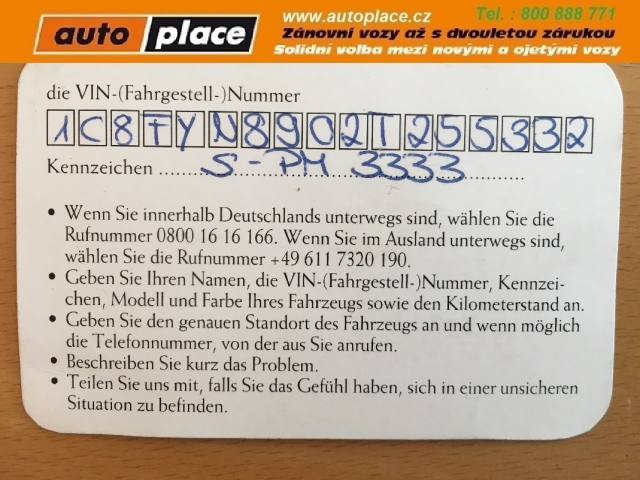 auto place
www.autoplace.cz
Tel. : 800 888 771
Zánovní vozy až s dvouletou zárukou
Solidní volba mezi novými a ojetými vozy
die VIN-(Fahrgestell-)Nummer
1C8FYN8902T255332
Kennzeichen ........S-PM 3333............
• Wenn Sie innerhalb Deutschlands unterwegs sind, wählen Sie die
Rufnummer 0800 16 16 166. Wenn Sie im Ausland unterwegs sind,
wählen Sie die Rufnummer +49 611 7320 190.
• Geben Sie Ihren Namen, die VIN-(Fahrgestell-)Nummer, Kennzei-
chen, Modell und Farbe Ihres Fahrzeugs sowie den Kilometerstand an.
• Geben Sie den genauen Standort des Fahrzeugs an und wenn möglich
die Telefonnummer, von der aus Sie anrufen.
• Beschreiben Sie kurz das Problem.
• Teilen Sie uns mit, falls Sie das Gefühl haben, sich in einer unsicheren
Situation zu befinden.